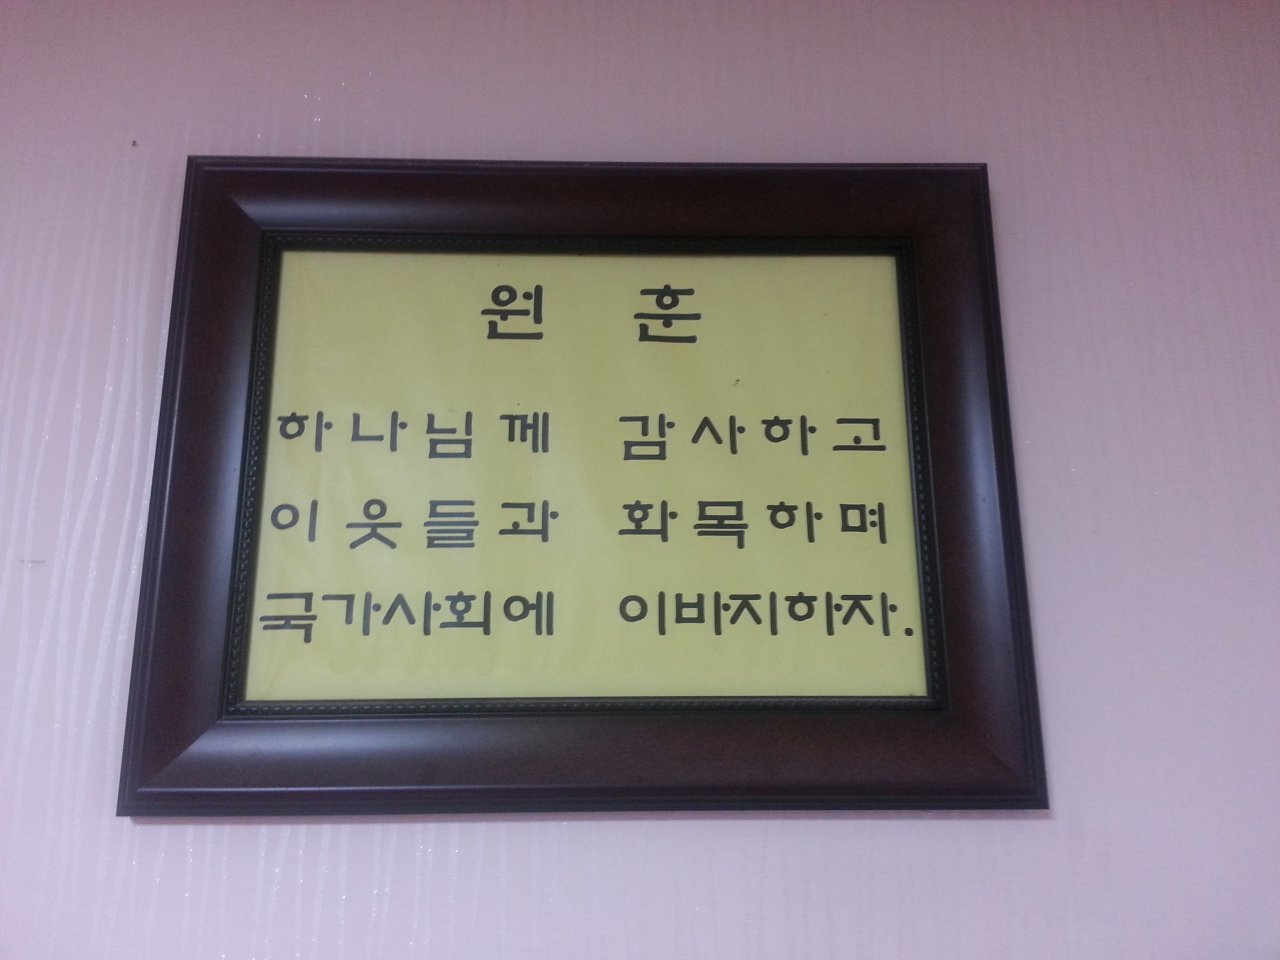 원 훈
하나님께 감사하고
이웃들과 화목하며
국가사회에 이바지하자.